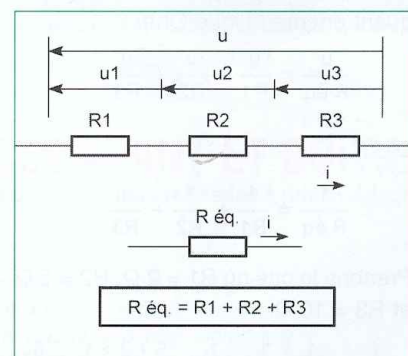 u
u1 u2 u3
R1 R2 R3
i
R éq. i
R éq. = R1 + R2 + R3